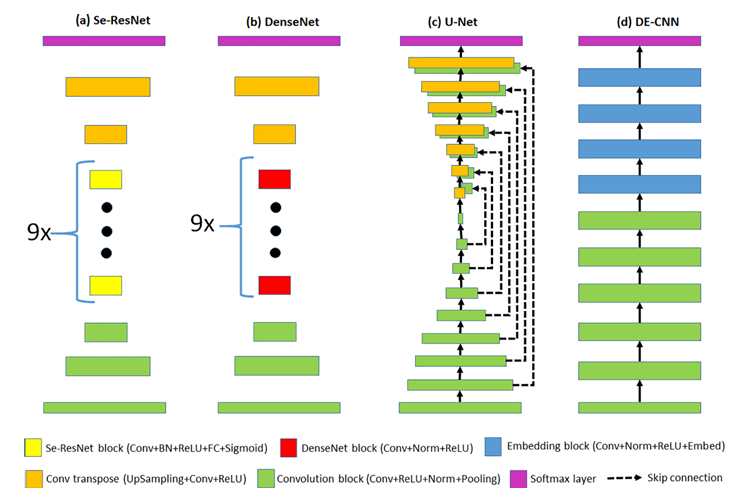 (a) Se-ResNet
(b) DenseNet
(c) U-Net
(d) DE-CNN
9x
9x
Se-ResNet block (Conv+BN+ReLU+FC+Sigmoid)
DenseNet block (Conv+Norm+ReLU)
Embedding block (Conv+Norm+ReLU+Embed)
Conv transpose (UpSampling+Conv+ReLU)
Convolution block (Conv+ReLU+Norm+Pooling)
Softmax layer
Skip connection